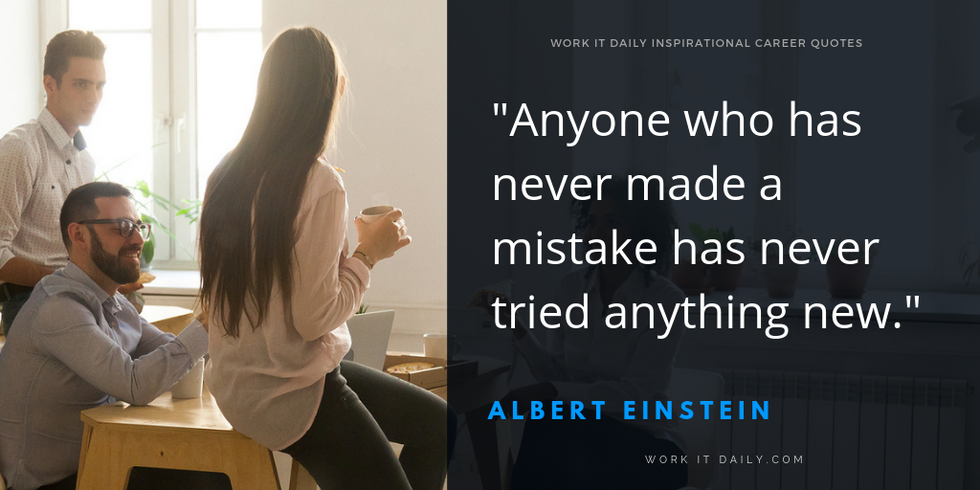 WORK IT DAILY INSPIRATIONAL CAREER QUOTES
"Anyone who has
never made a
mistake has never
tried anything new."
ALBERT EINSTEIN
WORK IT DAILY.COM